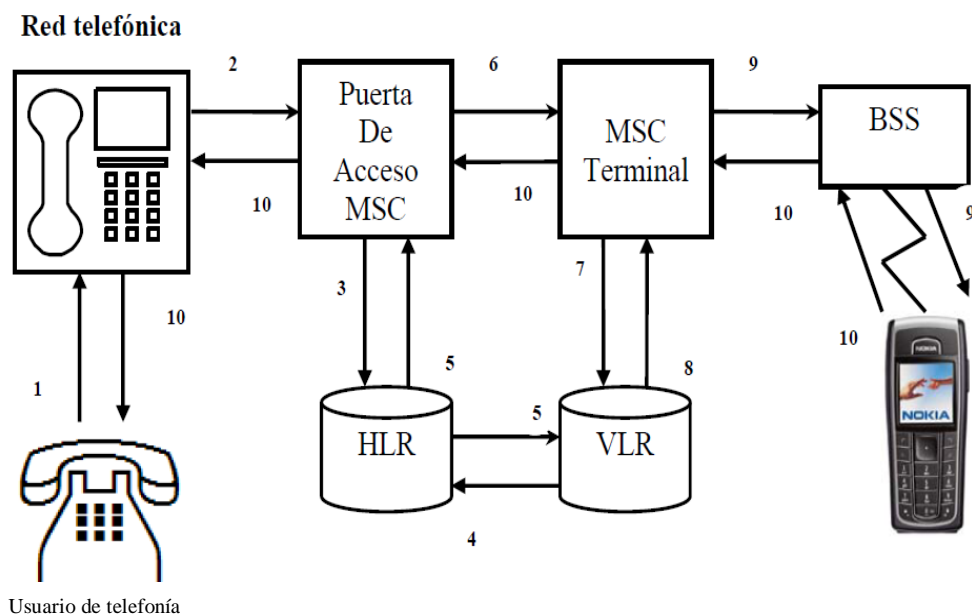 Red telefónica
2
6
9
Puerta
De
Acceso
MSC
MSC
Terminal
BSS
10
10
10
9
3
7
10
10
1
5
8
5
HLR
VLR
4
NOKIA
NOKIA
Usuario de telefonía